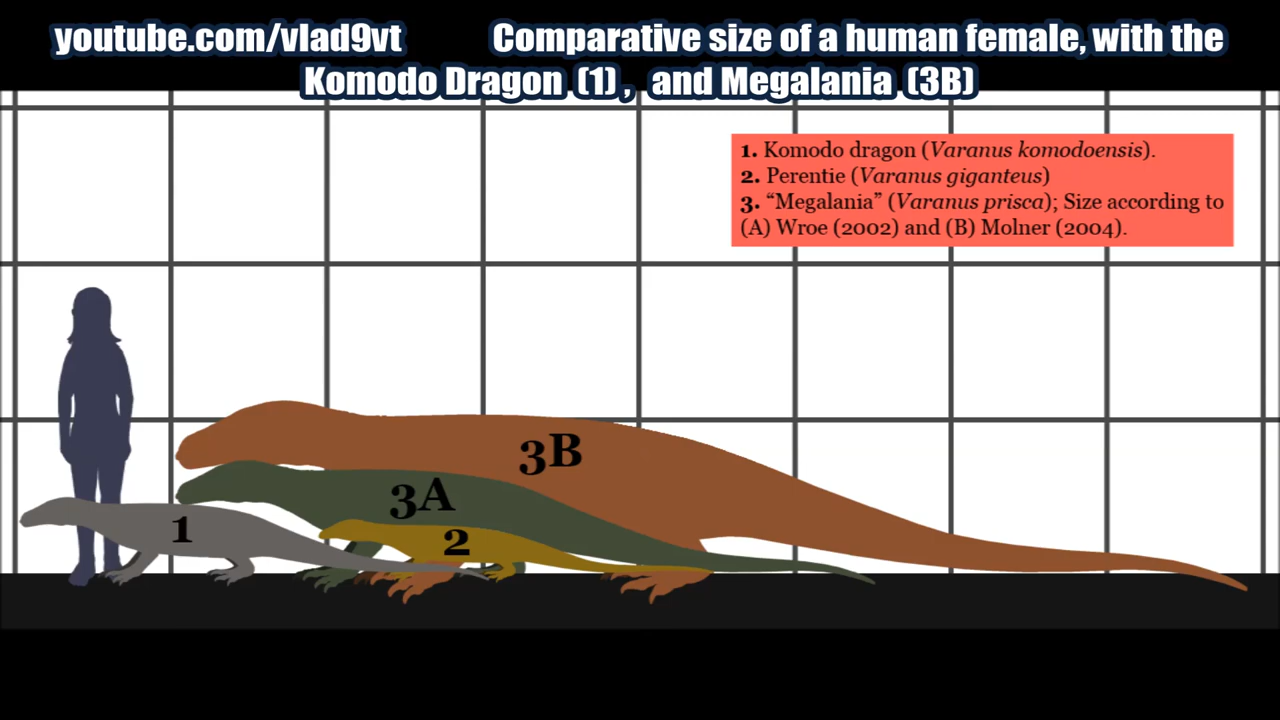 youtube.com/vlad9vt Comparative size of a human female, with the
Komodo Dragon (1) , and Megalania (3B)
1. Komodo dragon (Varanus komodoensis).
2. Perentie (Varanus giganteus)
3. “Megalania” (Varanus prisca); Size according to
(A) Wroe (2002) and (B) Molner (2004).
3B
3A
1
2